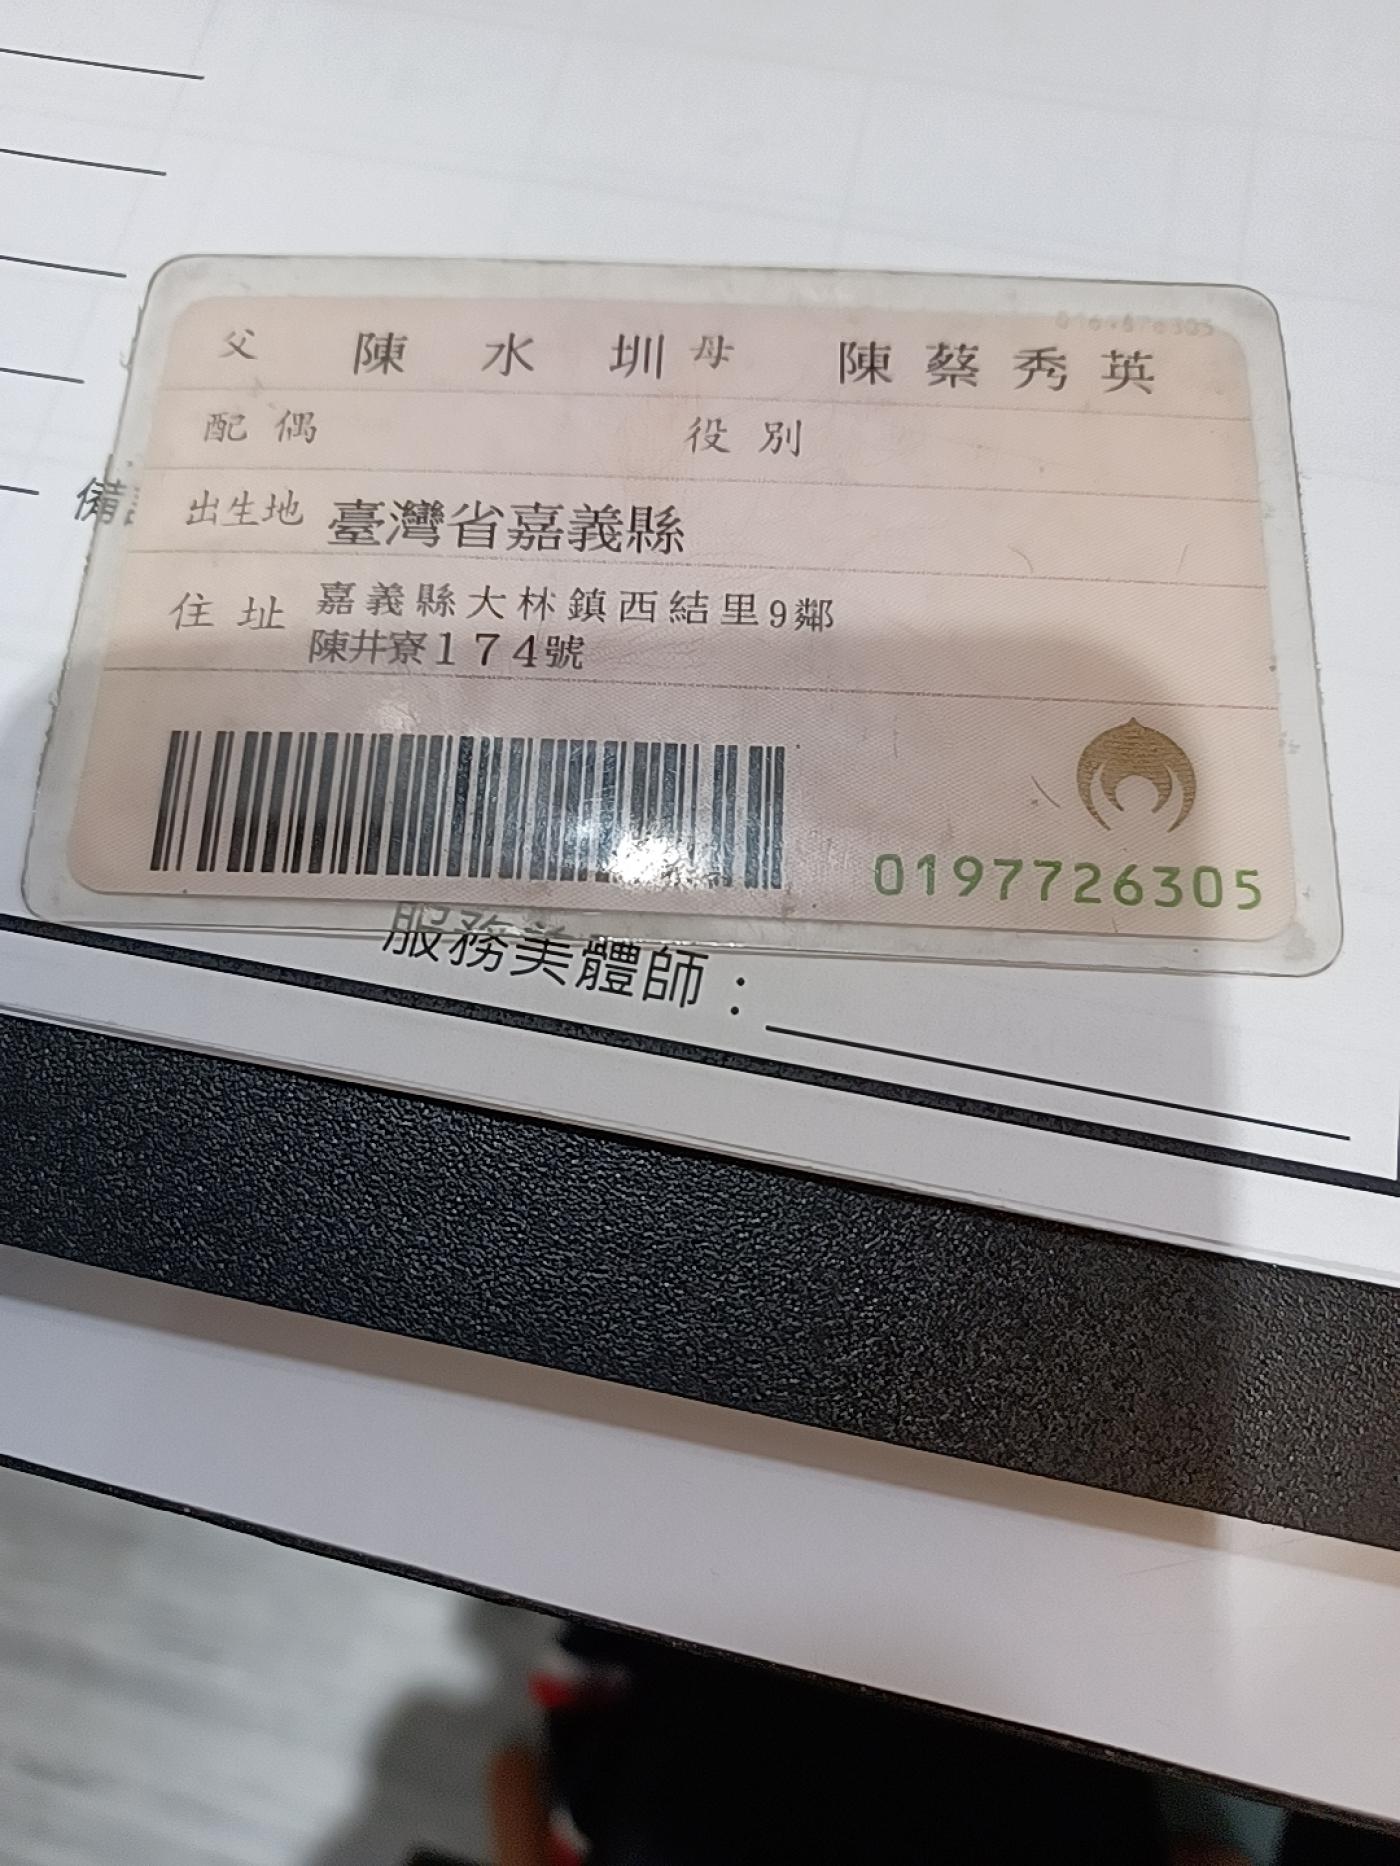 父 陳水圳 母 陳蔡秀英
配偶 役別
出生地 臺灣省嘉義縣
住址 嘉義縣大林鎮西結里9鄰
陳井寮174號
0197726305
服務美體師：